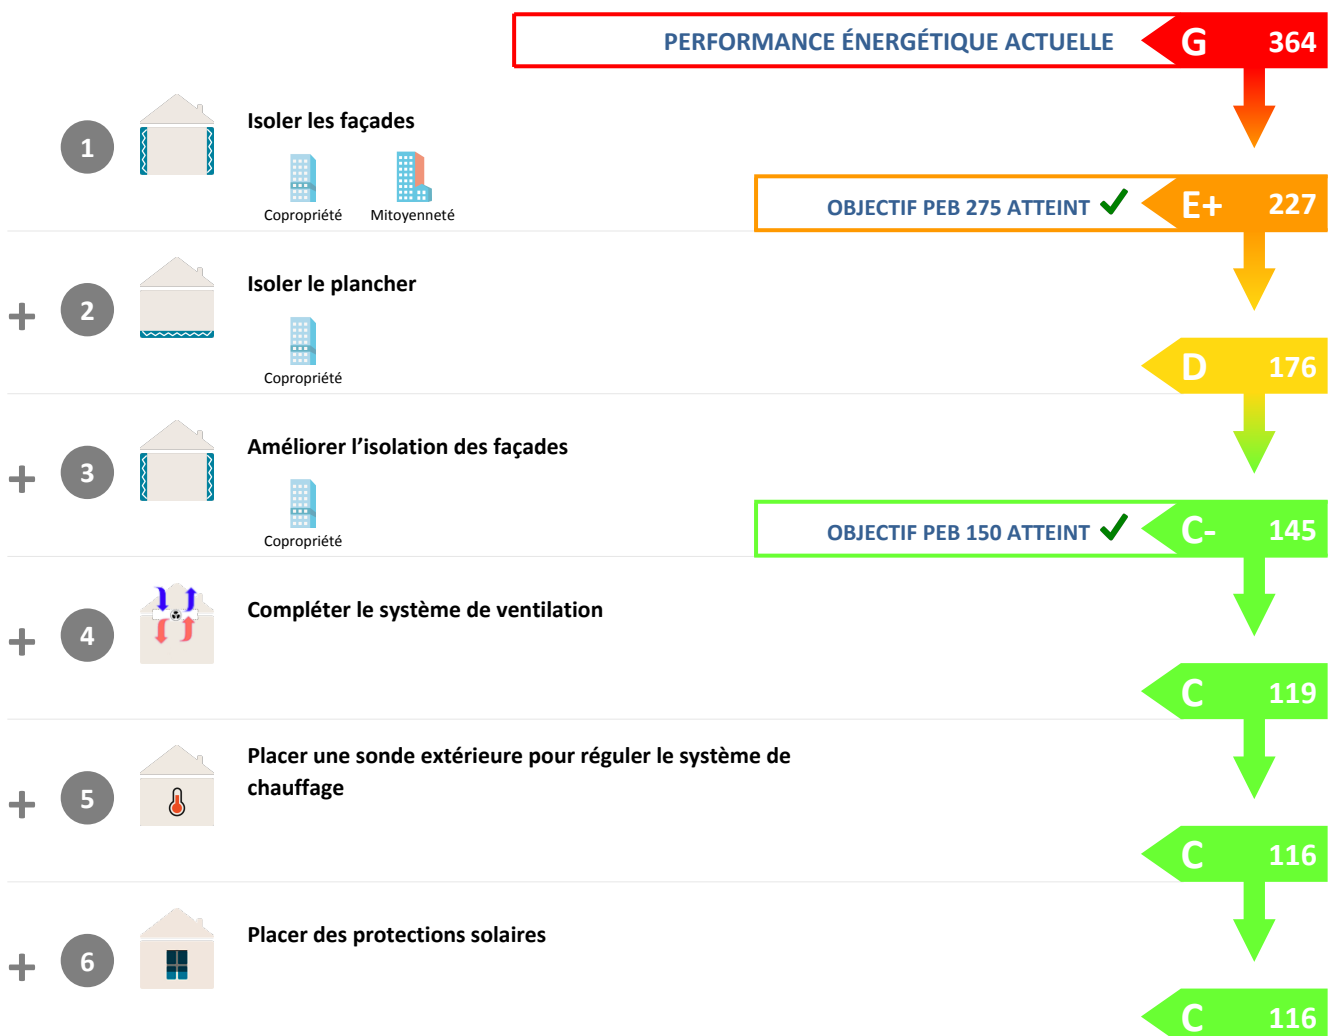 PERFORMANCE ÉNERGÉTIQUE ACTUELLE G 364
1
Isoler les façades
Copropriété Mitoyenneté
OBJECTIF PEB 275 ATTEINT E+ 227
+ 2
Isoler le plancher
Copropriété
D 176
+ 3
Améliorer l’isolation des façades
Copropriété
OBJECTIF PEB 150 ATTEINT C- 145
+ 4
Compléter le système de ventilation
C 119
+ 5
Placer une sonde extérieure pour réguler le système de
chauffage
C 116
+ 6
Placer des protections solaires
C 116